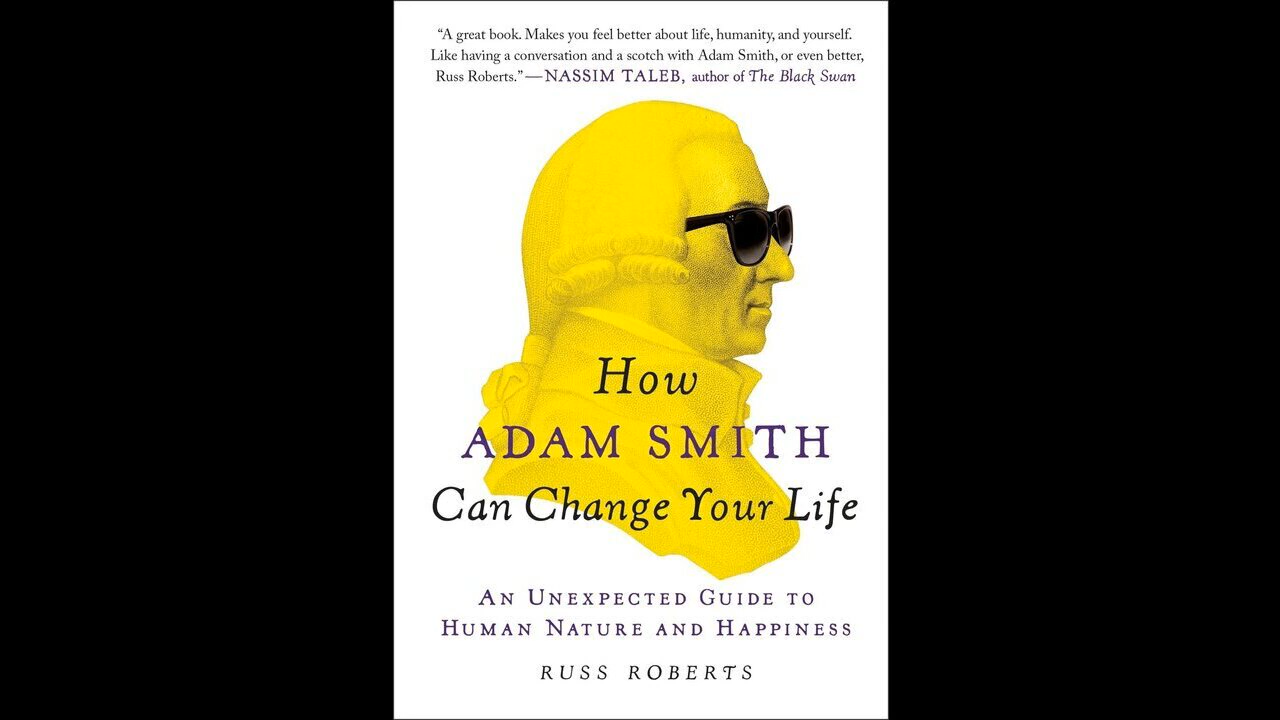 “A great book. Makes you feel better about life, humanity, and yourself.
Like having a conversation and a scotch with Adam Smith, or even better,
Russ Roberts.”—NASSIM TALEB, author of The Black Swan
How
ADAM SMITH
Can Change Your Life
AN UNEXPECTED GUIDE TO
HUMAN NATURE AND HAPPINESS
RUSS ROBERTS